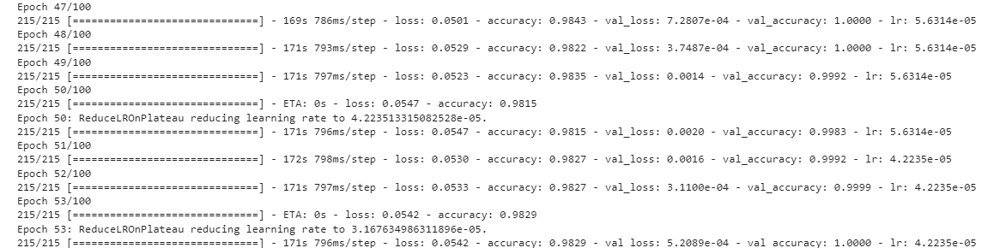 Epoch 47/100
215/215 [==============================] - 169s 786ms/step - loss: 0.0501 - accuracy: 0.9843 - val_loss: 7.2807e-04 - val_accuracy: 1.0000 - lr: 5.6314e-05
Epoch 48/100
215/215 [==============================] - 171s 793ms/step - loss: 0.0529 - accuracy: 0.9822 - val_loss: 3.7487e-04 - val_accuracy: 1.0000 - lr: 5.6314e-05
Epoch 49/100
215/215 [==============================] - 171s 797ms/step - loss: 0.0523 - accuracy: 0.9835 - val_loss: 0.0014 - val_accuracy: 0.9992 - lr: 5.6314e-05
Epoch 50/100
215/215 [==============================] - ETA: 0s - loss: 0.0547 - accuracy: 0.9815
Epoch 50: ReduceLROnPlateau reducing learning rate to 4.223513315082528e-05.
215/215 [==============================] - 171s 796ms/step - loss: 0.0547 - accuracy: 0.9815 - val_loss: 0.0020 - val_accuracy: 0.9983 - lr: 5.6314e-05
Epoch 51/100
215/215 [==============================] - 172s 798ms/step - loss: 0.0530 - accuracy: 0.9827 - val_loss: 0.0016 - val_accuracy: 0.9992 - lr: 4.2235e-05
Epoch 52/100
215/215 [==============================] - 171s 797ms/step - loss: 0.0533 - accuracy: 0.9827 - val_loss: 3.1100e-04 - val_accuracy: 0.9999 - lr: 4.2235e-05
Epoch 53/100
215/215 [==============================] - ETA: 0s - loss: 0.0542 - accuracy: 0.9829
Epoch 53: ReduceLROnPlateau reducing learning rate to 3.167634986311896e-05.
215/215 [==============================] - 171s 796ms/step - loss: 0.0542 - accuracy: 0.9829 - val_loss: 5.2089e-04 - val_accuracy: 1.0000 - lr: 4.2235e-05